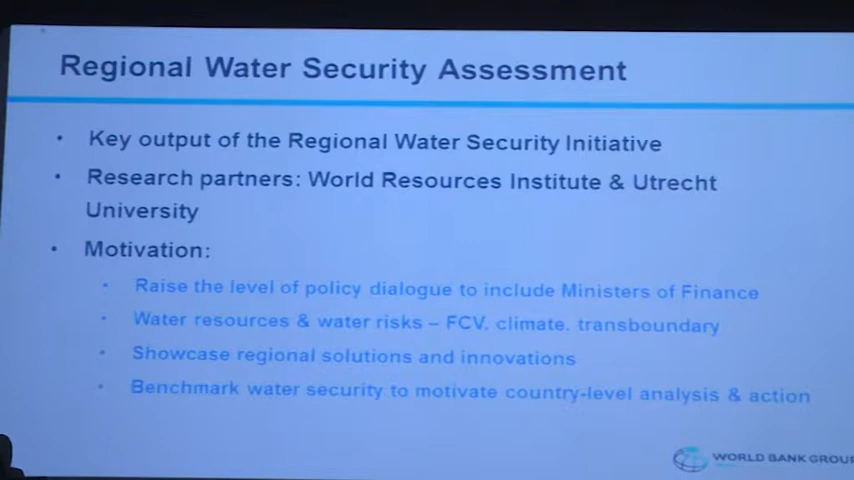 Regional Water Security Assessment
• Key output of the Regional Water Security Initiative
• Research partners: World Resources Institute & Utrecht
University
• Motivation:
• Raise the level of policy dialogue to include Ministers of Finance
• Water resources & water risks – FCV, climate, transboundary
• Showcase regional solutions and innovations
• Benchmark water security to motivate country-level analysis & action
WORLD BANK GROUP